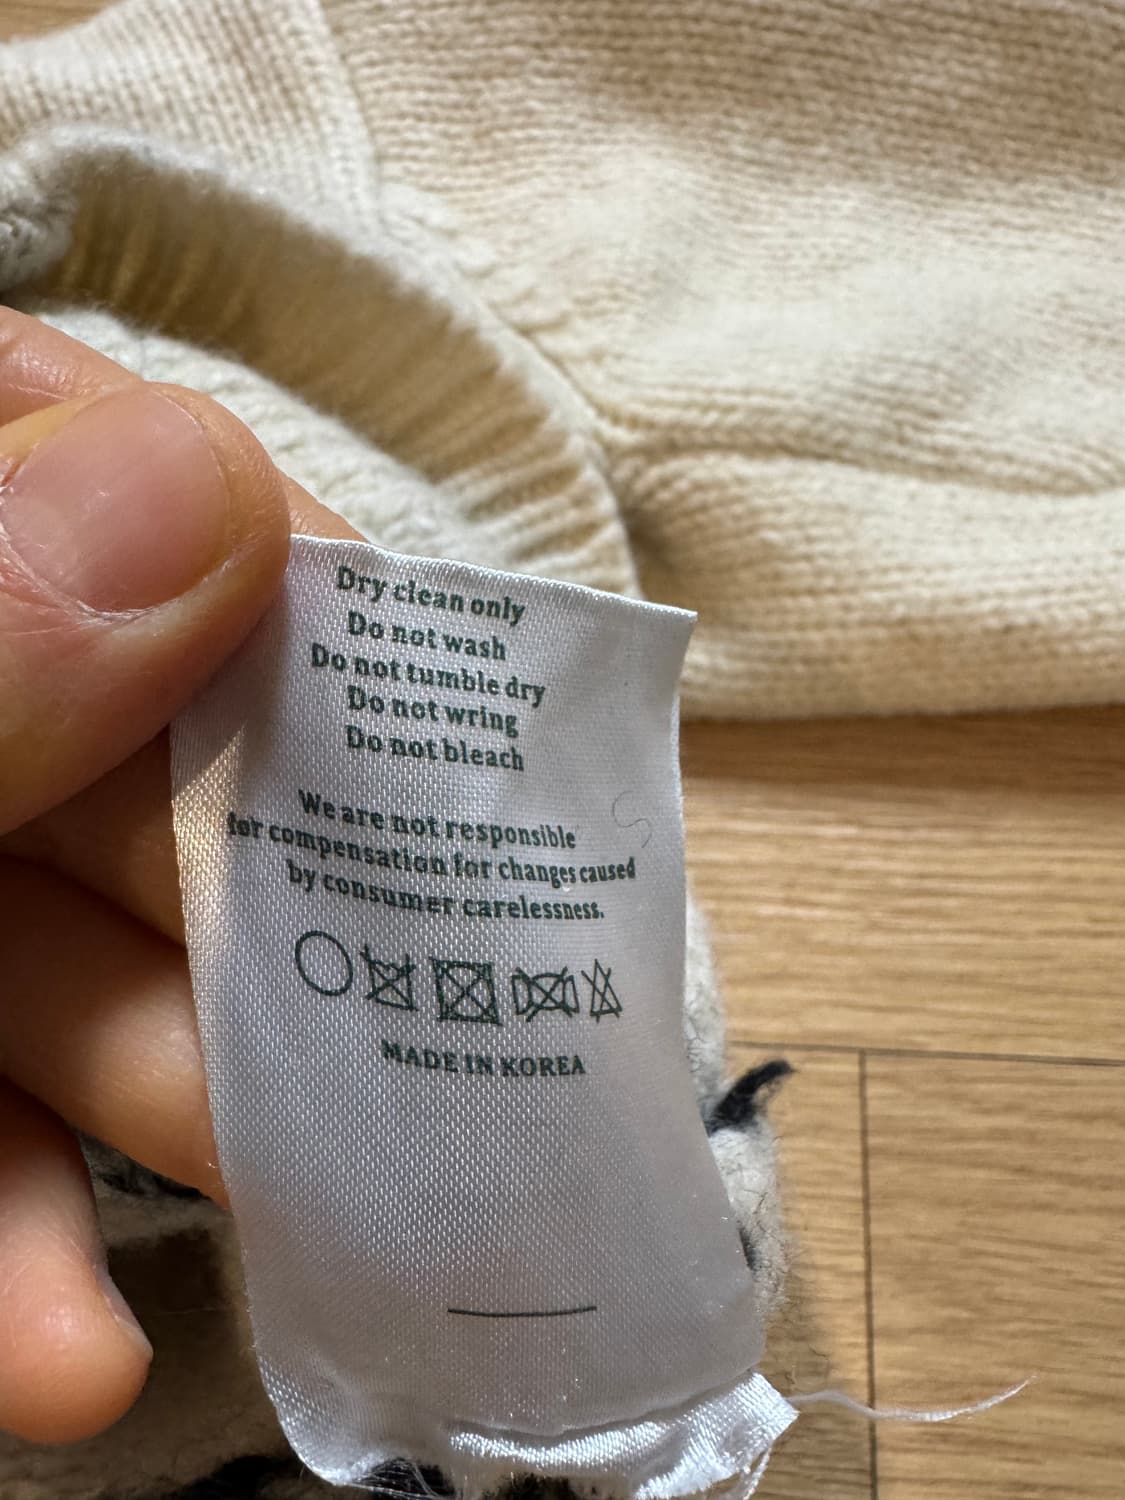 Dry clean only
Do not wash
Do not tumble dry
Do not wring
Do not bleach
We are not responsible
for compensation for changes caused
by consumer carelessness.
MADE IN KOREA